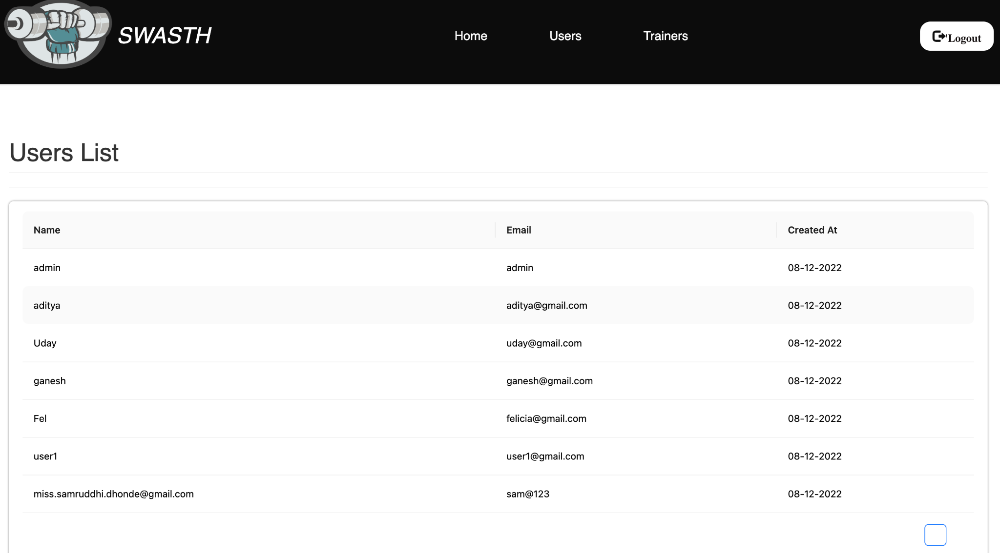 SWASTH
Home Users Trainers
'Logout
Users List
Name Email Created At
admin admin 08-12-2022
aditya aditya@gmail.com 08-12-2022
Uday uday@gmail.com 08-12-2022
ganesh ganesh@gmail.com 08-12-2022
Fel felicia@gmail.com 08-12-2022
user1 user1@gmail.com 08-12-2022
miss.samruddhi.dhonde@gmail.com sam@123 08-12-2022